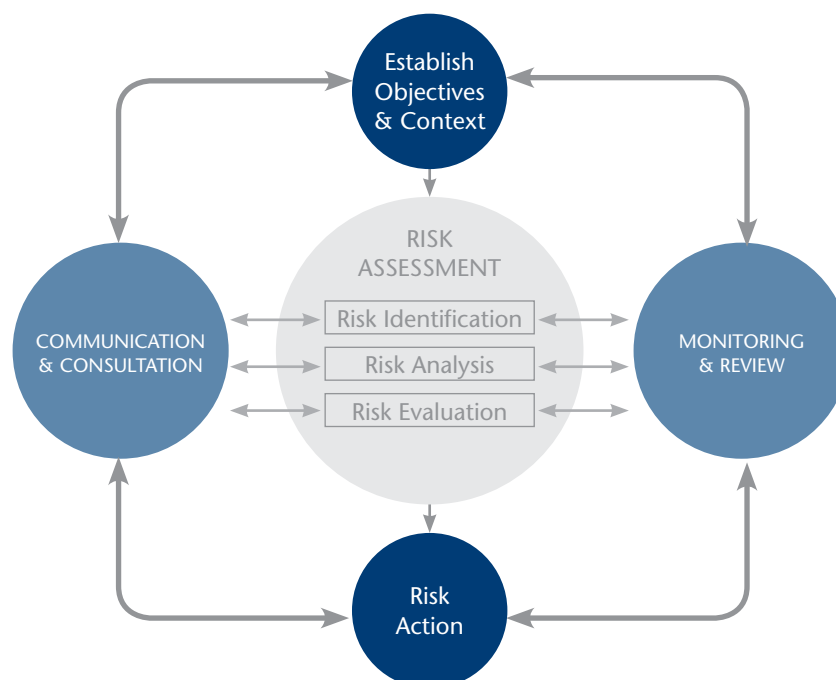 Establish
Objectives
& Context
RISK
ASSESSMENT
Risk Identification
Risk Analysis
Risk Evaluation
COMMUNICATION
& CONSULTATION
MONITORING
& REVIEW
Risk
Action